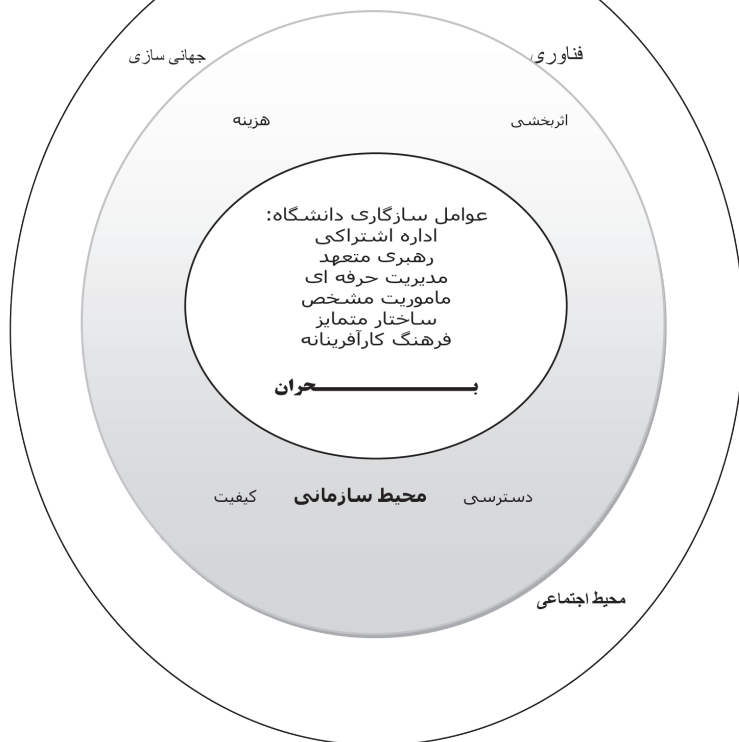 فناوری
جهانی سازی
اثربخشی
هزینه
عوامل سازگاری دانشگاه:
اداره اشتراکی
رهبری متعهد
مدیریت حرفه ای
ماموریت مشخص
ساختار متمایز
فرهنگ کارآفرینانه
بـــــــــــــحران
دسترسی
محیط سازمانی
کیفیت
محیط اجتماعی